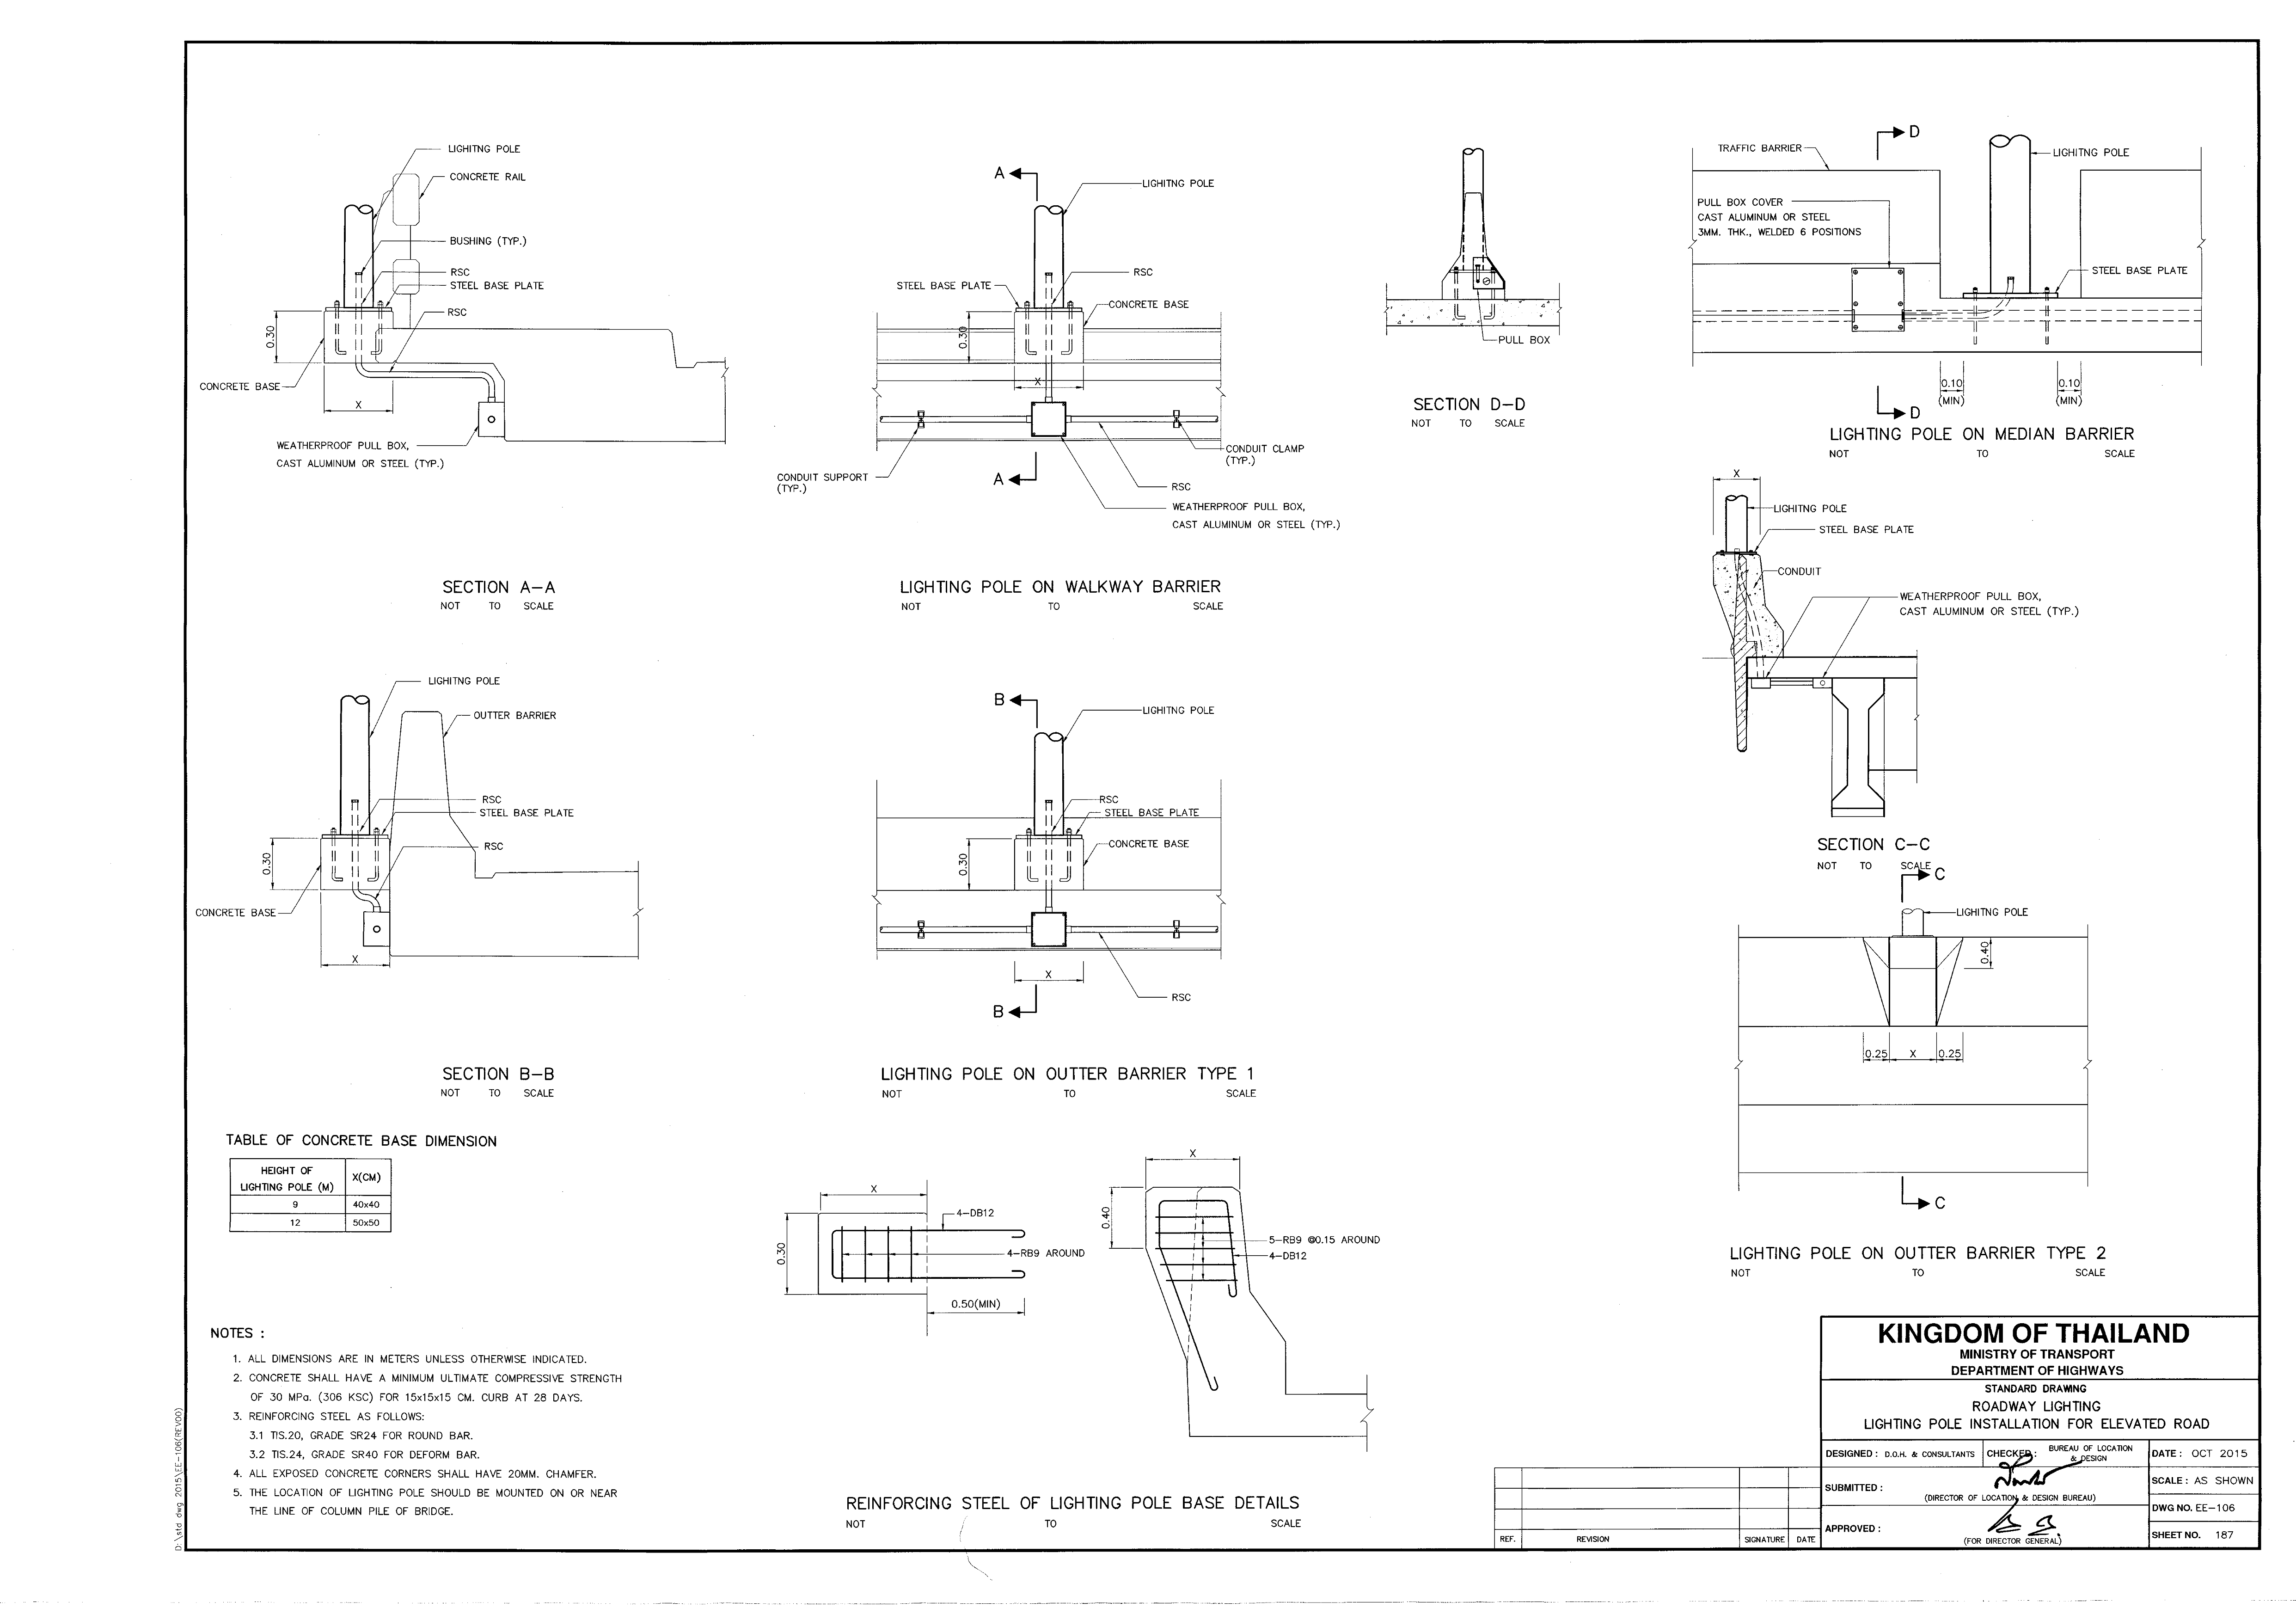 LIGHITNG POLE
CONCRETE RAIL
BUSHING (TYP.)
RSC
STEEL BASE PLATE
RSC
0.30
CONCRETE BASE
X
WEATHERPROOF PULL BOX,
CAST ALUMINUM OR STEEL (TYP.)
SECTION A-A
NOT TO SCALE
A
LIGHITNG POLE
RSC
STEEL BASE PLATE
CONCRETE BASE
0.30
X
CONDUIT CLAMP
(TYP.)
CONDUIT SUPPORT
(TYP.)
A
RSC
WEATHERPROOF PULL BOX,
CAST ALUMINUM OR STEEL (TYP.)
LIGHTING POLE ON WALKWAY BARRIER
NOT TO SCALE
PULL BOX
SECTION D-D
NOT TO SCALE
D
TRAFFIC BARRIER
LIGHITNG POLE
PULL BOX COVER
CAST ALUMINUM OR STEEL
3MM. THK., WELDED 6 POSITIONS
STEEL BASE PLATE
0.10
(MIN)
0.10
(MIN)
D
LIGHTING POLE ON MEDIAN BARRIER
NOT TO SCALE
X
LIGHITNG POLE
STEEL BASE PLATE
CONDUIT
WEATHERPROOF PULL BOX,
CAST ALUMINUM OR STEEL (TYP.)
SECTION C-C
NOT TO SCALE
LIGHITNG POLE
OUTTER BARRIER
RSC
STEEL BASE PLATE
RSC
0.30
CONCRETE BASE
X
SECTION B-B
NOT TO SCALE
B
LIGHITNG POLE
RSC
STEEL BASE PLATE
CONCRETE BASE
0.30
X
RSC
B
LIGHTING POLE ON OUTTER BARRIER TYPE 1
NOT TO SCALE
C
LIGHITNG POLE
0.40
0.25 X 0.25
C
LIGHTING POLE ON OUTTER BARRIER TYPE 2
NOT TO SCALE
TABLE OF CONCRETE BASE DIMENSION
HEIGHT OF
LIGHTING POLE (M) X(CM)
9 40x40
12 50x50
X
4-DB12
4-RB9 AROUND
0.30
0.50(MIN)
X
0.40
5-RB9 @0.15 AROUND
4-DB12
REINFORCING STEEL OF LIGHTING POLE BASE DETAILS
NOT TO SCALE
NOTES :
1. ALL DIMENSIONS ARE IN METERS UNLESS OTHERWISE INDICATED.
2. CONCRETE SHALL HAVE A MINIMUM ULTIMATE COMPRESSIVE STRENGTH
OF 30 MPa. (306 KSC) FOR 15x15x15 CM. CURB AT 28 DAYS.
3. REINFORCING STEEL AS FOLLOWS:
3.1 TIS.20, GRADE SR24 FOR ROUND BAR.
3.2 TIS.24, GRADE SR40 FOR DEFORM BAR.
4. ALL EXPOSED CONCRETE CORNERS SHALL HAVE 20MM. CHAMFER.
5. THE LOCATION OF LIGHTING POLE SHOULD BE MOUNTED ON OR NEAR
THE LINE OF COLUMN PILE OF BRIDGE.
D:\std dwg 2015\EE-106(REV00)
REF. REVISION SIGNATURE DATE
KINGDOM OF THAILAND
MINISTRY OF TRANSPORT
DEPARTMENT OF HIGHWAYS
STANDARD DRAWING
ROADWAY LIGHTING
LIGHTING POLE INSTALLATION FOR ELEVATED ROAD
DESIGNED : D.O.H. & CONSULTANTS
CHECKED : BUREAU OF LOCATION
& DESIGN
DATE : OCT 2015
SUBMITTED :
(DIRECTOR OF LOCATION & DESIGN BUREAU)
SCALE : AS SHOWN
DWG NO. EE-106
APPROVED :
(FOR DIRECTOR GENERAL)
SHEET NO. 187